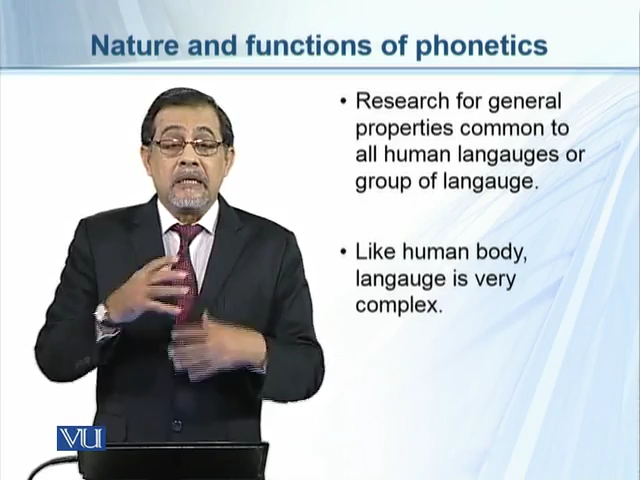 Nature and functions of phonetics
• Research for general
properties common to
all human langauges or
group of langauge.
• Like human body,
langauge is very
complex.
VU